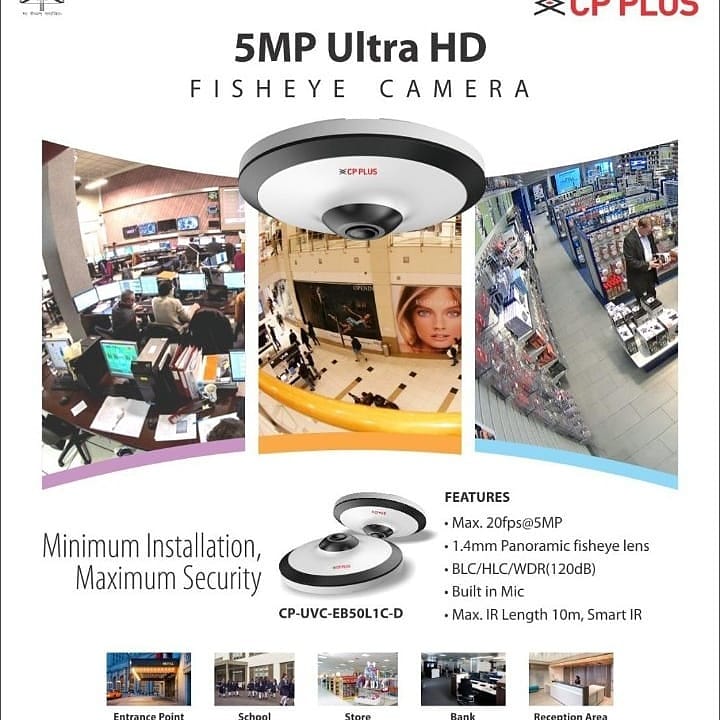 CP PLUS
5MP Ultra HD
FISHEYE CAMERA
CP PLUS
Minimum Installation,
Maximum Security
CP PLUS
CP-UVC-EB50L1C-D
FEATURES
• Max. 20fps@5MP
• 1.4mm Panoramic fisheye lens
• BLC/HLC/WDR(120dB)
• Built in Mic
• Max. IR Length 10m, Smart IR
Entrance Point
School
Store
Bank
Reception Area